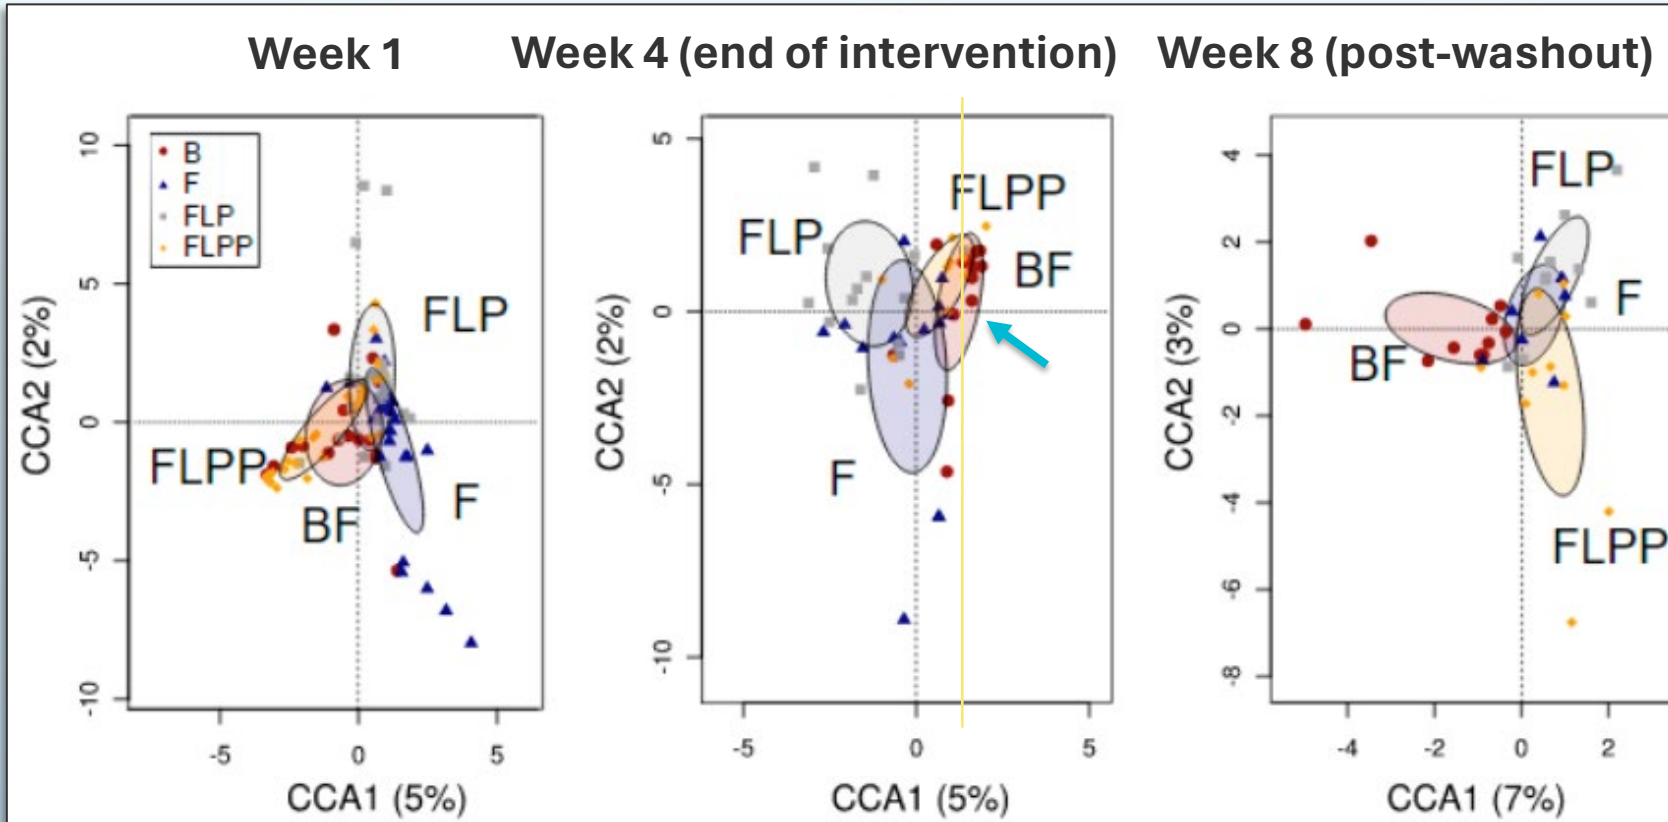 Week 1
Week 4 (end of intervention)
Week 8 (post-washout)
B
F
FLP
FLPP
10
5
0
-5
-10
FLP
FLPP
BF
F
-5
0
5
CCA1 (5%)
CCA2 (2%)
5
0
-5
-10
FLPP
FLP
BF
F
-5
0
5
CCA1 (5%)
CCA2 (2%)
4
2
0
-2
-4
-6
-8
FLP
F
BF
FLPP
-4
-2
0
2
CCA1 (7%)
CCA2 (3%)